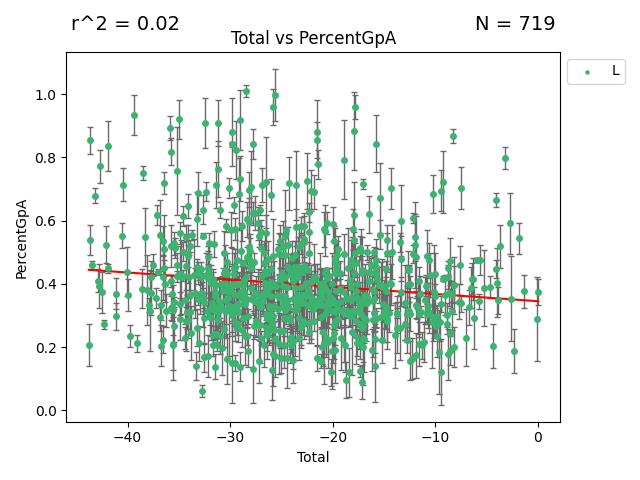 r^2 = 0.02
N = 719
Total vs PercentGpA
L
PercentGpA
1.0
0.8
0.6
0.4
0.2
0.0
−40
−30
−20
−10
0
Total